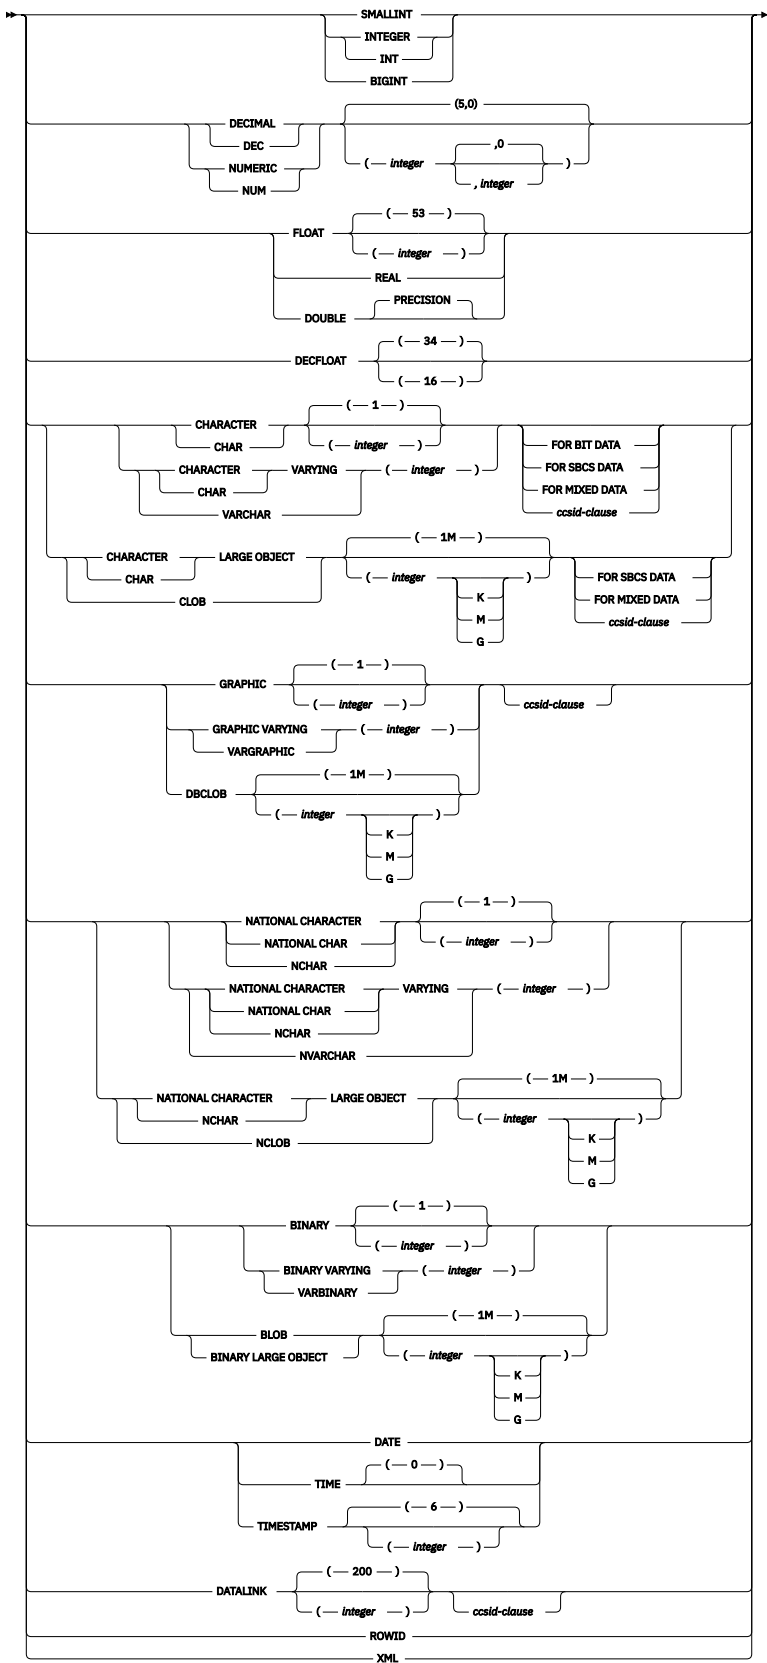 SMALLINT
INTEGER
INT
BIGINT
(5,0)
DECIMAL
DEC
,0
NUMERIC
( integer )
NUM
, integer
( 53 )
FLOAT
( integer )
REAL
PRECISION
DOUBLE
( 34 )
DECFLOAT
( 16 )
( 1 )
CHARACTER
CHAR ( integer ) FOR BIT DATA
CHARACTER VARYING ( integer ) FOR SBCS DATA
CHAR FOR MIXED DATA
VARCHAR ccsid-clause
( 1M )
CHARACTER LARGE OBJECT
CHAR ( integer ) FOR SBCS DATA
CLOB K FOR MIXED DATA
M ccsid-clause
G
( 1 )
GRAPHIC
( integer ) ccsid-clause
GRAPHIC VARYING ( integer )
VARGRAPHIC
( 1M )
DBCLOB
( integer )
K
M
G
( 1 )
NATIONAL CHARACTER
NATIONAL CHAR ( integer )
NCHAR
NATIONAL CHARACTER VARYING ( integer )
NATIONAL CHAR
NCHAR
NVARCHAR
( 1M )
NATIONAL CHARACTER LARGE OBJECT
NCHAR ( integer )
NCLOB K
M
G
( 1 )
BINARY
( integer )
BINARY VARYING ( integer )
VARBINARY
( 1M )
BLOB
BINARY LARGE OBJECT ( integer )
K
M
G
DATE
( 0 )
TIME
( 6 )
TIMESTAMP
( integer )
( 200 )
DATALINK
( integer ) ccsid-clause
ROWID
XML